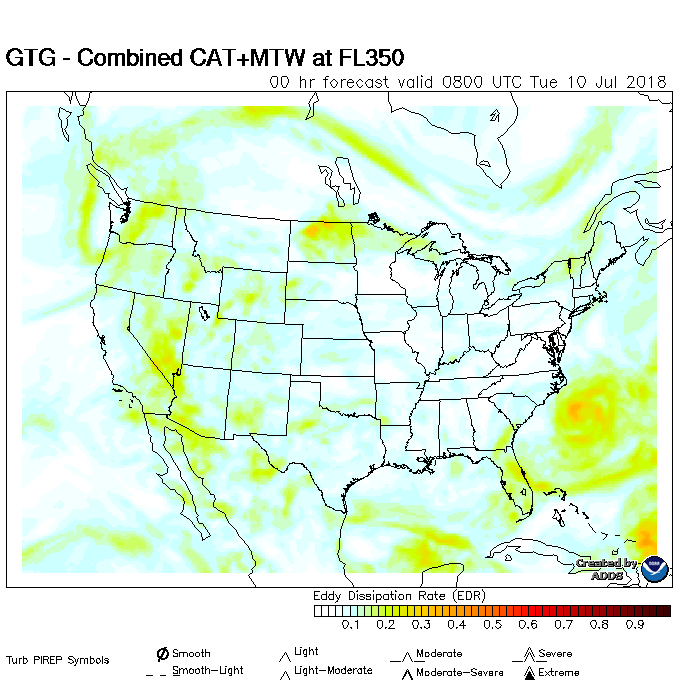 GTG - Combined CAT+MTW at FL350
00 hr forecast valid 0800 UTC Tue 10 Jul 2018
Created by
ADDS
Eddy Dissipation Rate (EDR)
0.1 0.2 0.3 0.4 0.5 0.6 0.7 0.8 0.9
Turb PIREP Symbols
Smooth Light Moderate Severe
Smooth-Light Light-Moderate Moderate-Severe Extreme